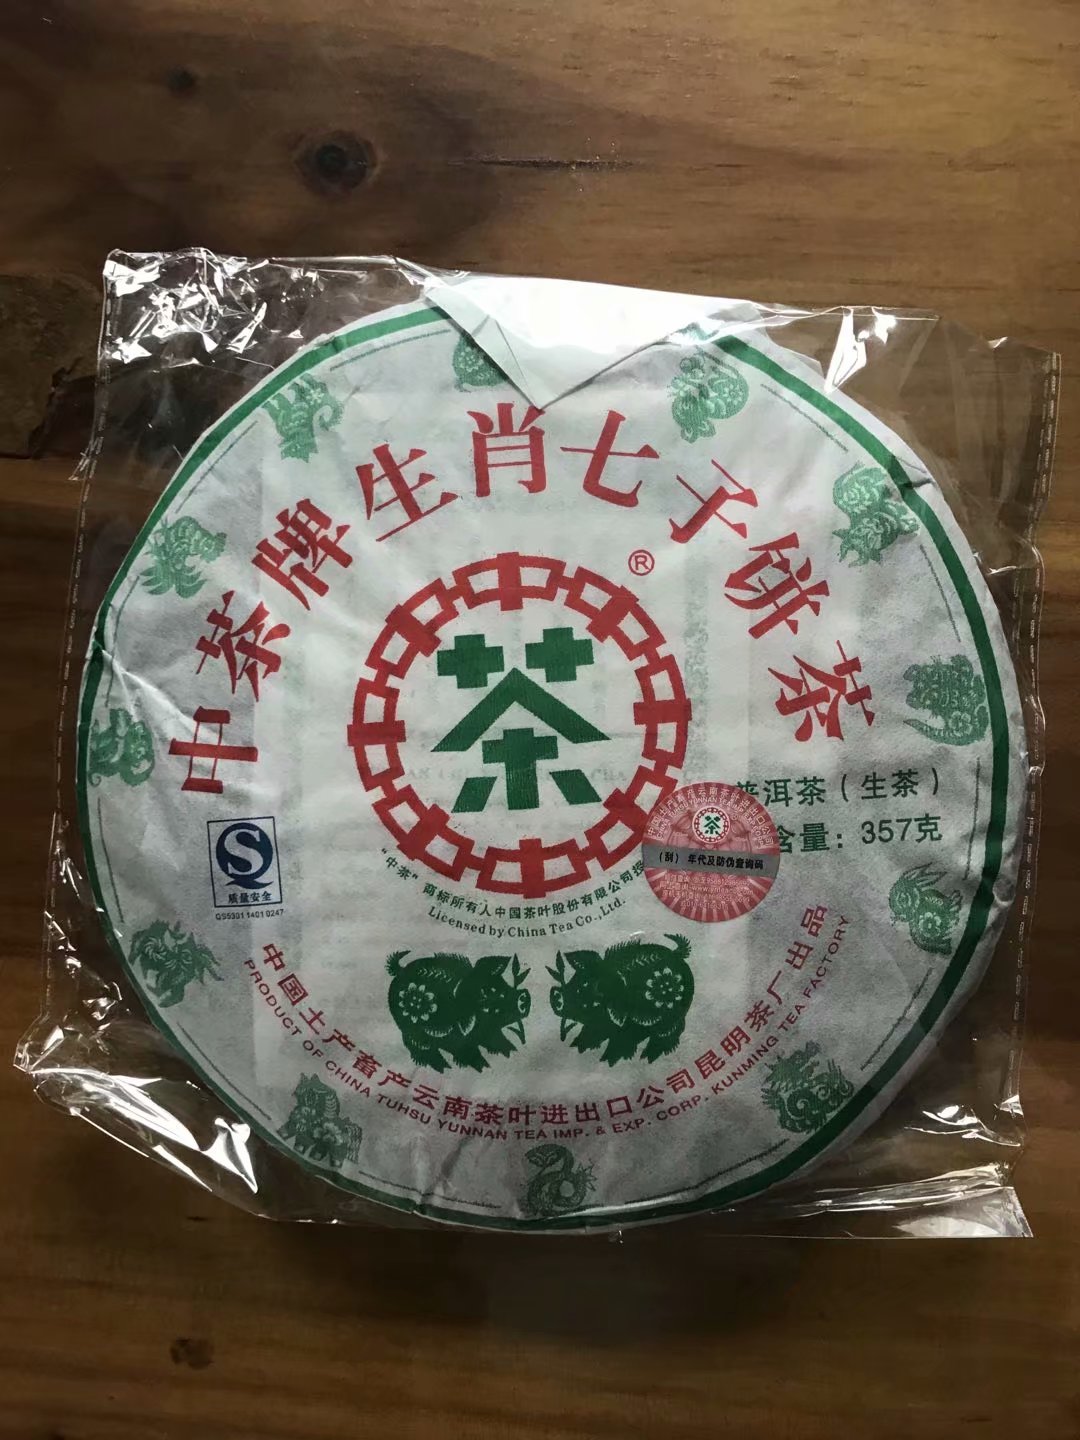 中茶牌生肖七子饼茶
®
茶
普洱茶(生茶)
含量:357克
(刮) 年代及防伪查询码
质量安全
QS5301 1401 0247
"中茶"商标所有人中国茶叶股份有限公司授
Licensed by China Tea Co., Ltd.
中国土产畜产云南茶叶进出口公司昆明茶厂出品
PRODUCT OF CHINA TUHSU YUNNAN TEA IMP. & EXP. CORP. KUNMING TEA FACTORY